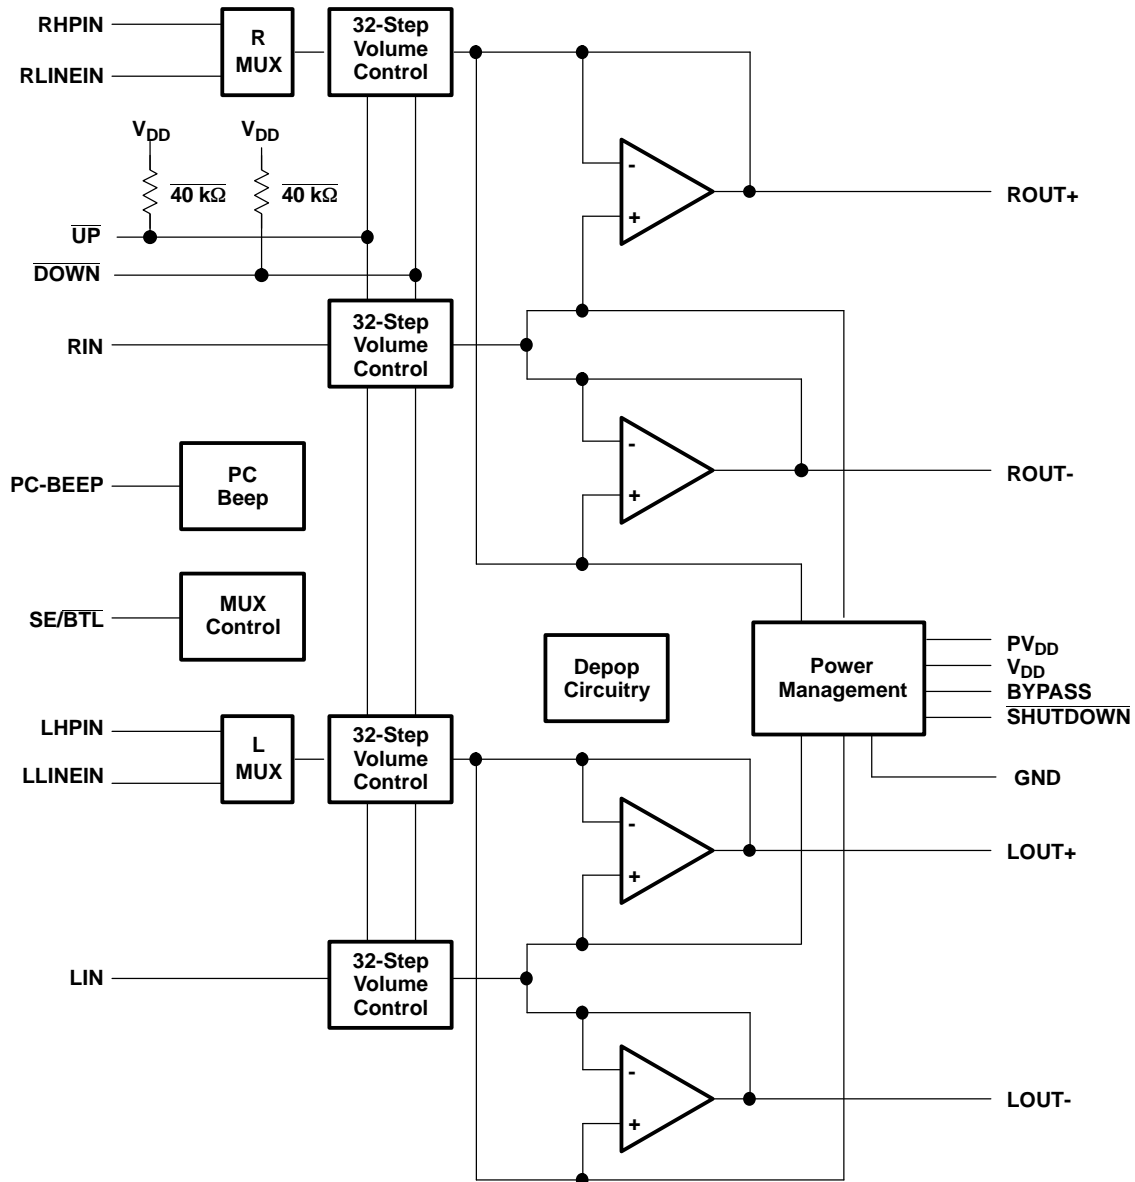 RHPIN
RLINEIN
R
MUX
32-Step
Volume
Control
VDD
VDD
40 kΩ
40 kΩ
UP
DOWN
-
+
ROUT+
RIN
32-Step
Volume
Control
-
+
ROUT-
PC-BEEP
PC
Beep
SE/BTL
MUX
Control
Depop
Circuitry
Power
Management
PVDD
VDD
BYPASS
SHUTDOWN
GND
LHPIN
LLINEIN
L
MUX
32-Step
Volume
Control
-
+
LOUT+
LIN
32-Step
Volume
Control
-
+
LOUT-